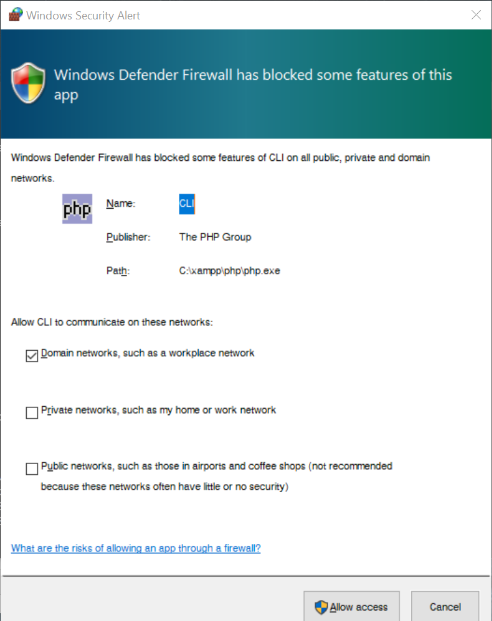 Windows Security Alert
Windows Defender Firewall has blocked some features of this
app
Windows Defender Firewall has blocked some features of CLI on all public, private and domain
networks.
php
Name: CLI
Publisher: The PHP Group
Path: C:\xampp\php\php.exe
Allow CLI to communicate on these networks:
Domain networks, such as a workplace network
Private networks, such as my home or work network
Public networks, such as those in airports and coffee shops (not recommended
because these networks often have little or no security)
What are the risks of allowing an app through a firewall?
Allow access Cancel